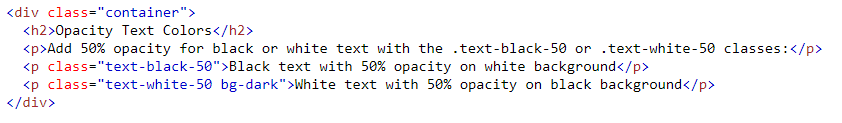 <div class="container">
  <h2>Opacity Text Colors</h2>
  <p>Add 50% opacity for black or white text with the .text-black-50 or .text-white-50 classes:</p>
  <p class="text-black-50">Black text with 50% opacity on white background</p>
  <p class="text-white-50 bg-dark">White text with 50% opacity on black background</p>
</div>